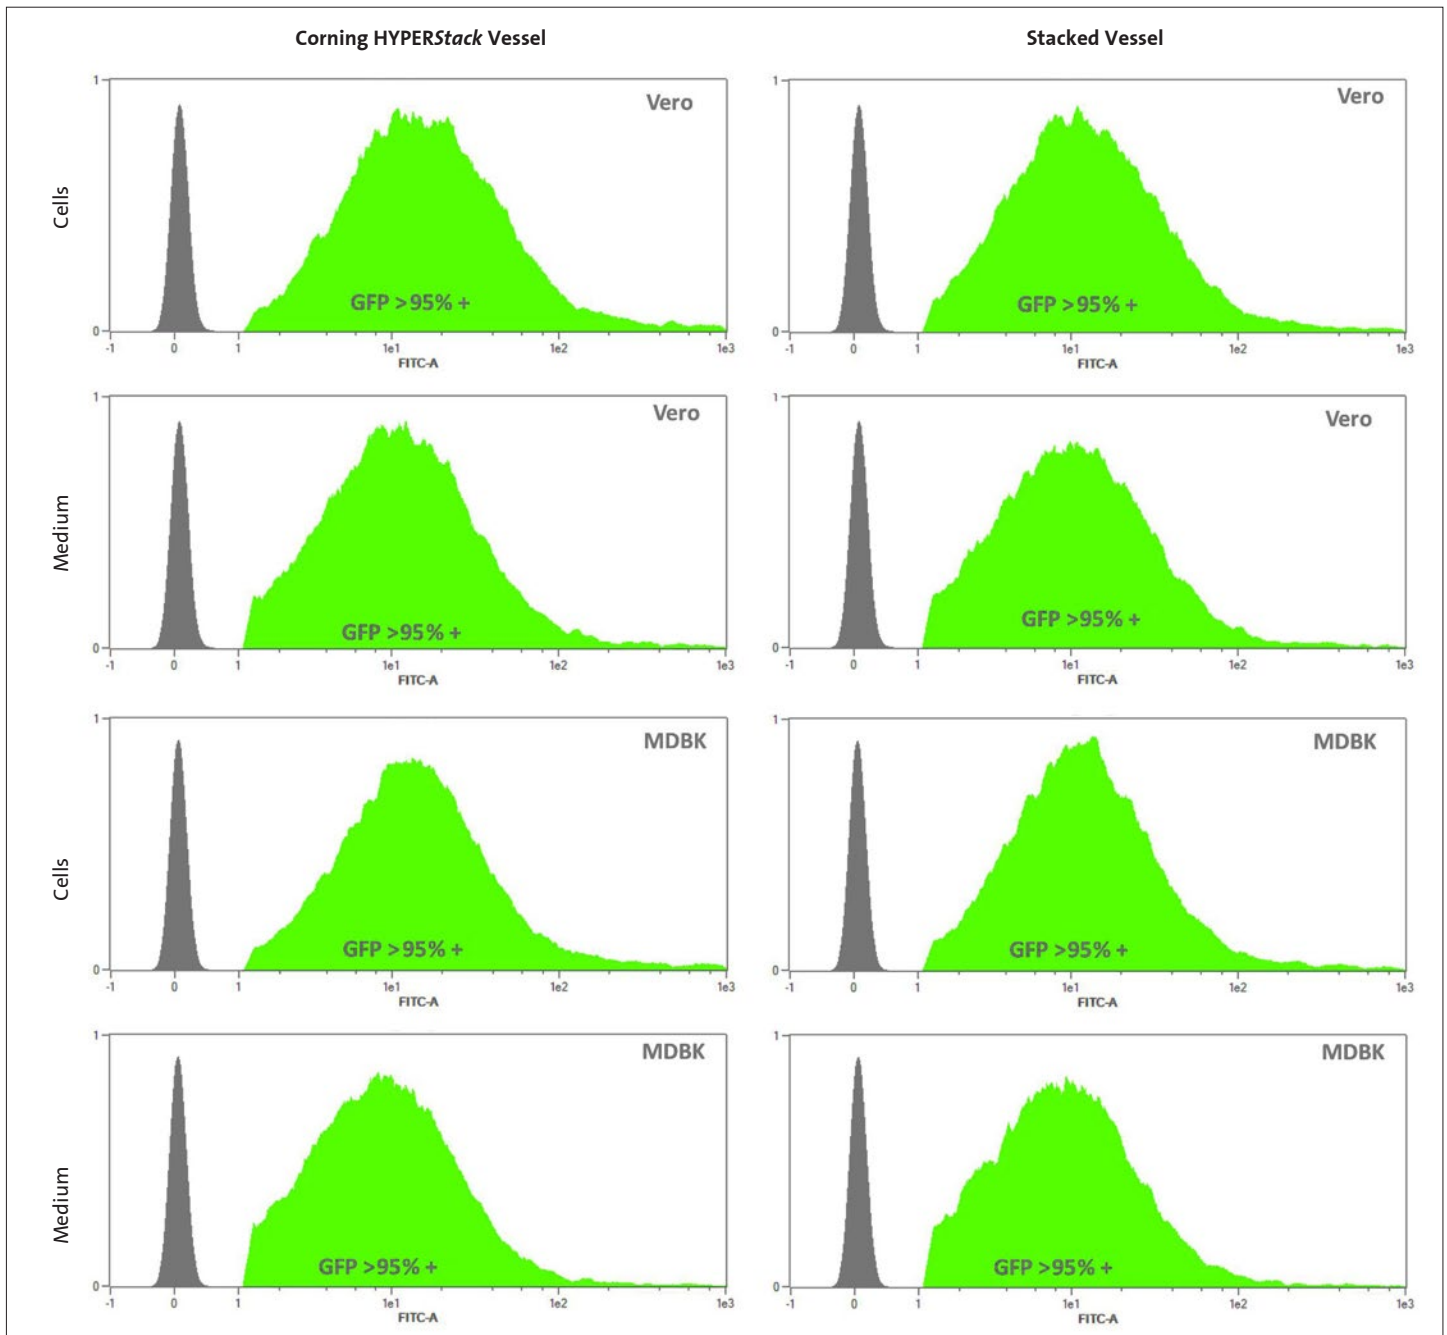 Corning HYPERStack Vessel
Stacked Vessel
Cells
1
Vero
GFP >95% +
0
-1 0 1 1e1 1e2 1e3
FITC-A
1
Vero
GFP >95% +
0
-1 0 1 1e1 1e2 1e3
FITC-A
Medium
1
Vero
GFP >95% +
0
-1 0 1 1e1 1e2 1e3
FITC-A
1
Vero
GFP >95% +
0
-1 0 1 1e1 1e2 1e3
FITC-A
Cells
1
MDBK
GFP >95% +
0
-1 0 1 1e1 1e2 1e3
FITC-A
1
MDBK
GFP >95% +
0
-1 0 1 1e1 1e2 1e3
FITC-A
Medium
1
MDBK
GFP >95% +
0
-1 0 1 1e1 1e2 1e3
FITC-A
1
MDBK
GFP >95% +
0
-1 0 1 1e1 1e2 1e3
FITC-A